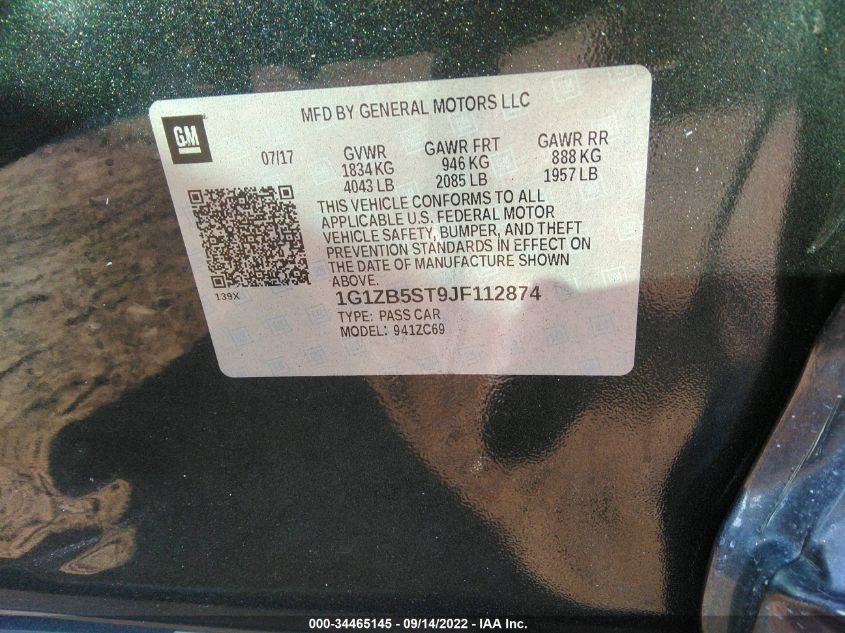 MFD BY GENERAL MOTORS LLC
GM
07/17
GVWR GAWR FRT GAWR RR
1834 KG 946 KG 888 KG
4043 LB 2085 LB 1957 LB
THIS VEHICLE CONFORMS TO ALL
APPLICABLE U.S. FEDERAL MOTOR
VEHICLE SAFETY, BUMPER, AND THEFT
PREVENTION STANDARDS IN EFFECT ON
THE DATE OF MANUFACTURE SHOWN
ABOVE.
139X
1G1ZB5ST9JF112874
TYPE: PASS CAR
MODEL: 941ZC69
000-34465145 - 09/14/2022 - IAA Inc.